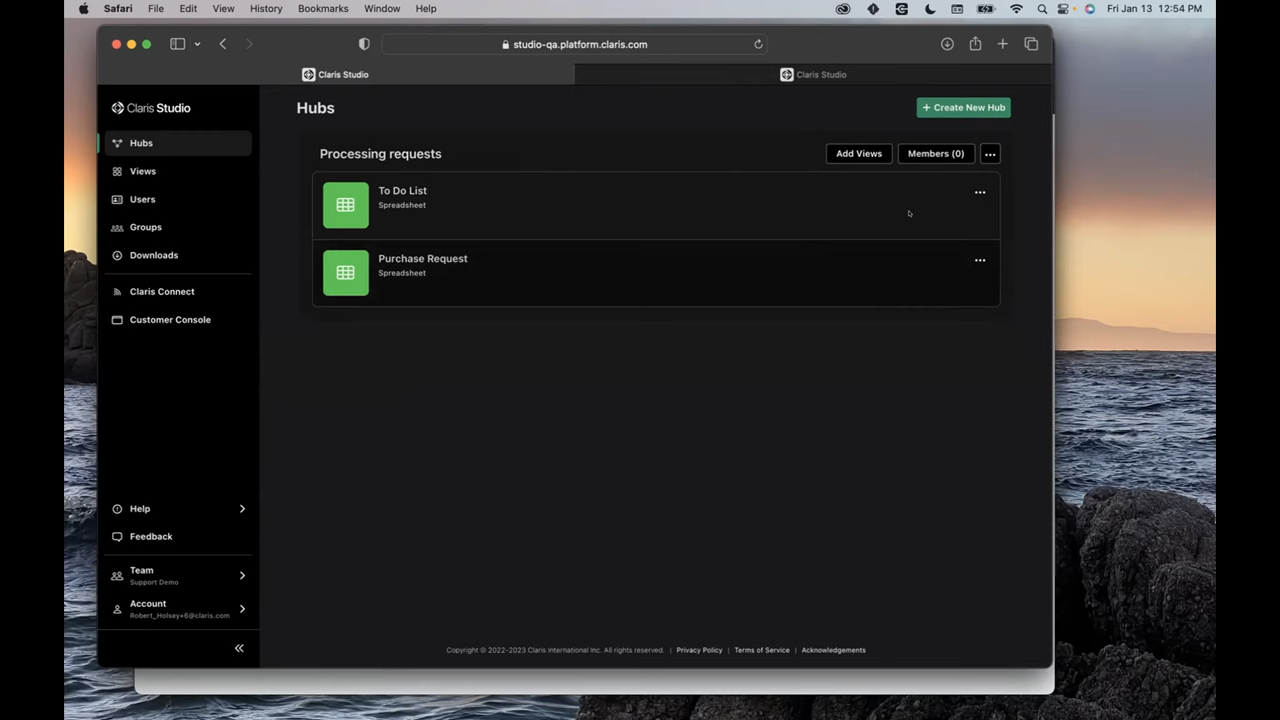 Safari File Edit View History Bookmarks Window Help Fri Jan 13 12:54 PM
studio-qa.platform.claris.com
Claris Studio
Claris Studio
Claris Studio
Hubs
Views
Users
Groups
Downloads
Claris Connect
Customer Console
Help
Feedback
Team
Support Demo
Account
Robert_Holsey+6@claris.com
Hubs
+ Create New Hub
Processing requests
Add Views
Members (0)
To Do List
Spreadsheet
Purchase Request
Spreadsheet
Copyright © 2022-2023 Claris International Inc. All rights reserved. | Privacy Policy | Terms of Service | Acknowledgements